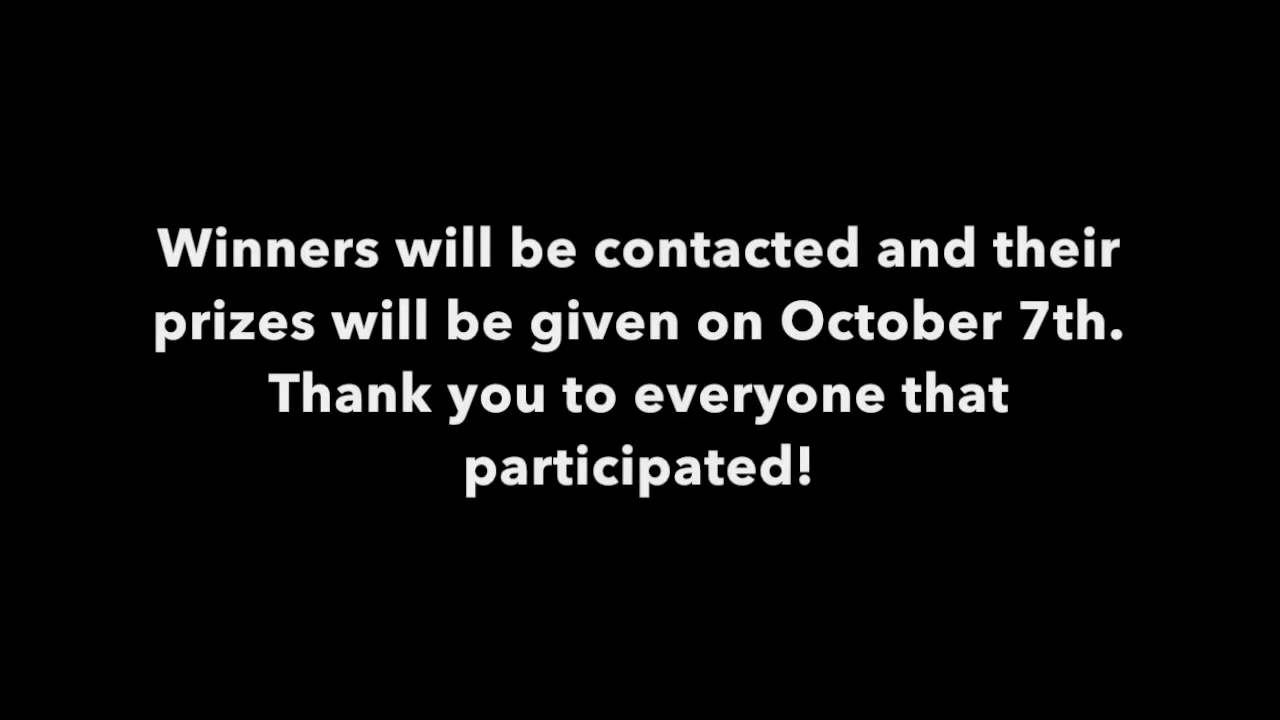 Winners will be contacted and their
prizes will be given on October 7th.
Thank you to everyone that
participated!